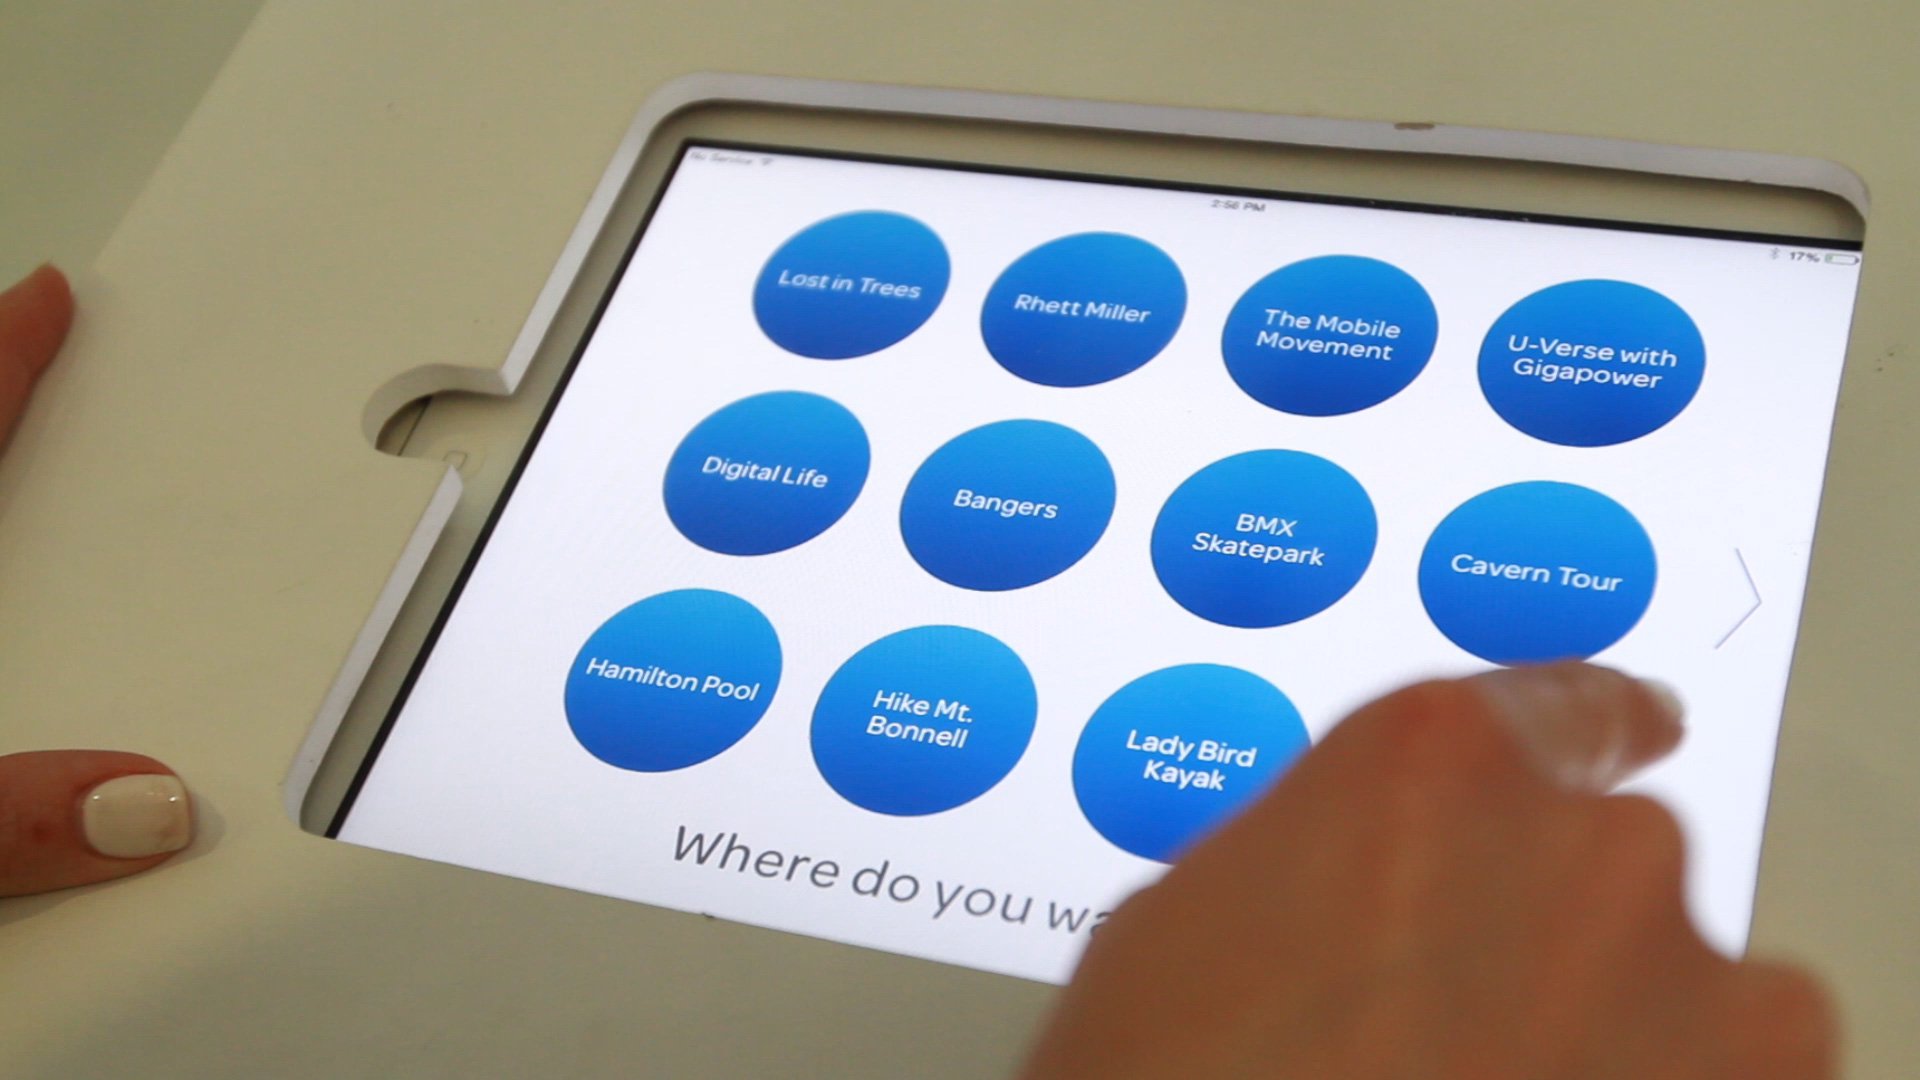 No Service
2:56 PM
17%
Lost in Trees
Rhett Miller
The Mobile
Movement
U-Verse with
Gigapower
Digital Life
Bangers
BMX
Skatepark
Cavern Tour
Hamilton Pool
Hike Mt.
Bonnell
Lady Bird
Kayak
Where do you wa